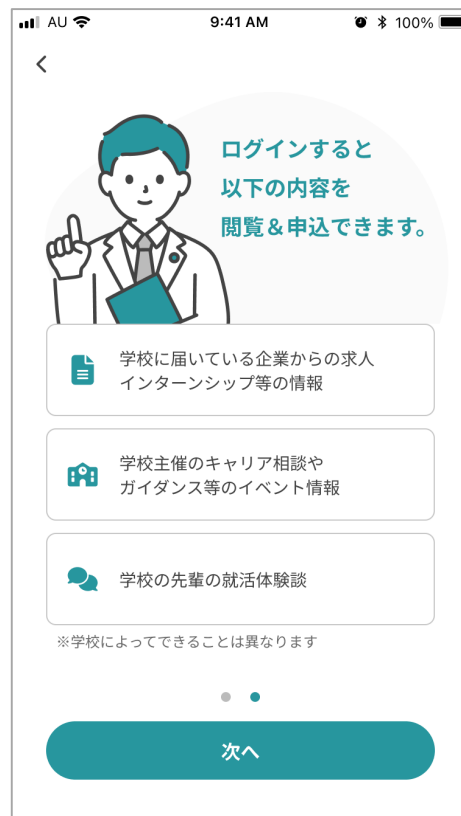 AU 9:41 AM 100%
ログインすると
以下の内容を
閲覧＆申込できます。
学校に届いている企業からの求人
インターンシップ等の情報
学校主催のキャリア相談や
ガイダンス等のイベント情報
学校の先輩の就活体験談
※学校によってできることは異なります
次へ